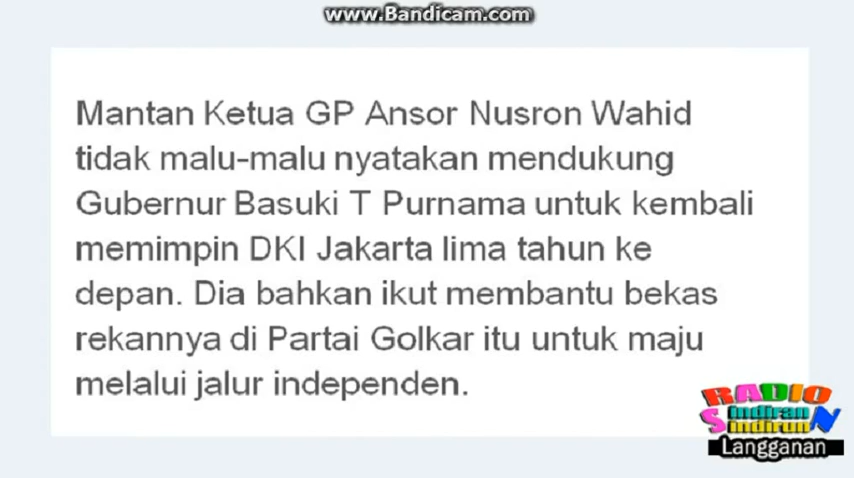 www.Bandicam.com
Mantan Ketua GP Ansor Nusron Wahid
tidak malu-malu nyatakan mendukung
Gubernur Basuki T Purnama untuk kembali
memimpin DKI Jakarta lima tahun ke
depan. Dia bahkan ikut membantu bekas
rekannya di Partai Golkar itu untuk maju
melalui jalur independen.
RADIO
Sindiran
Sindirun
Langganan